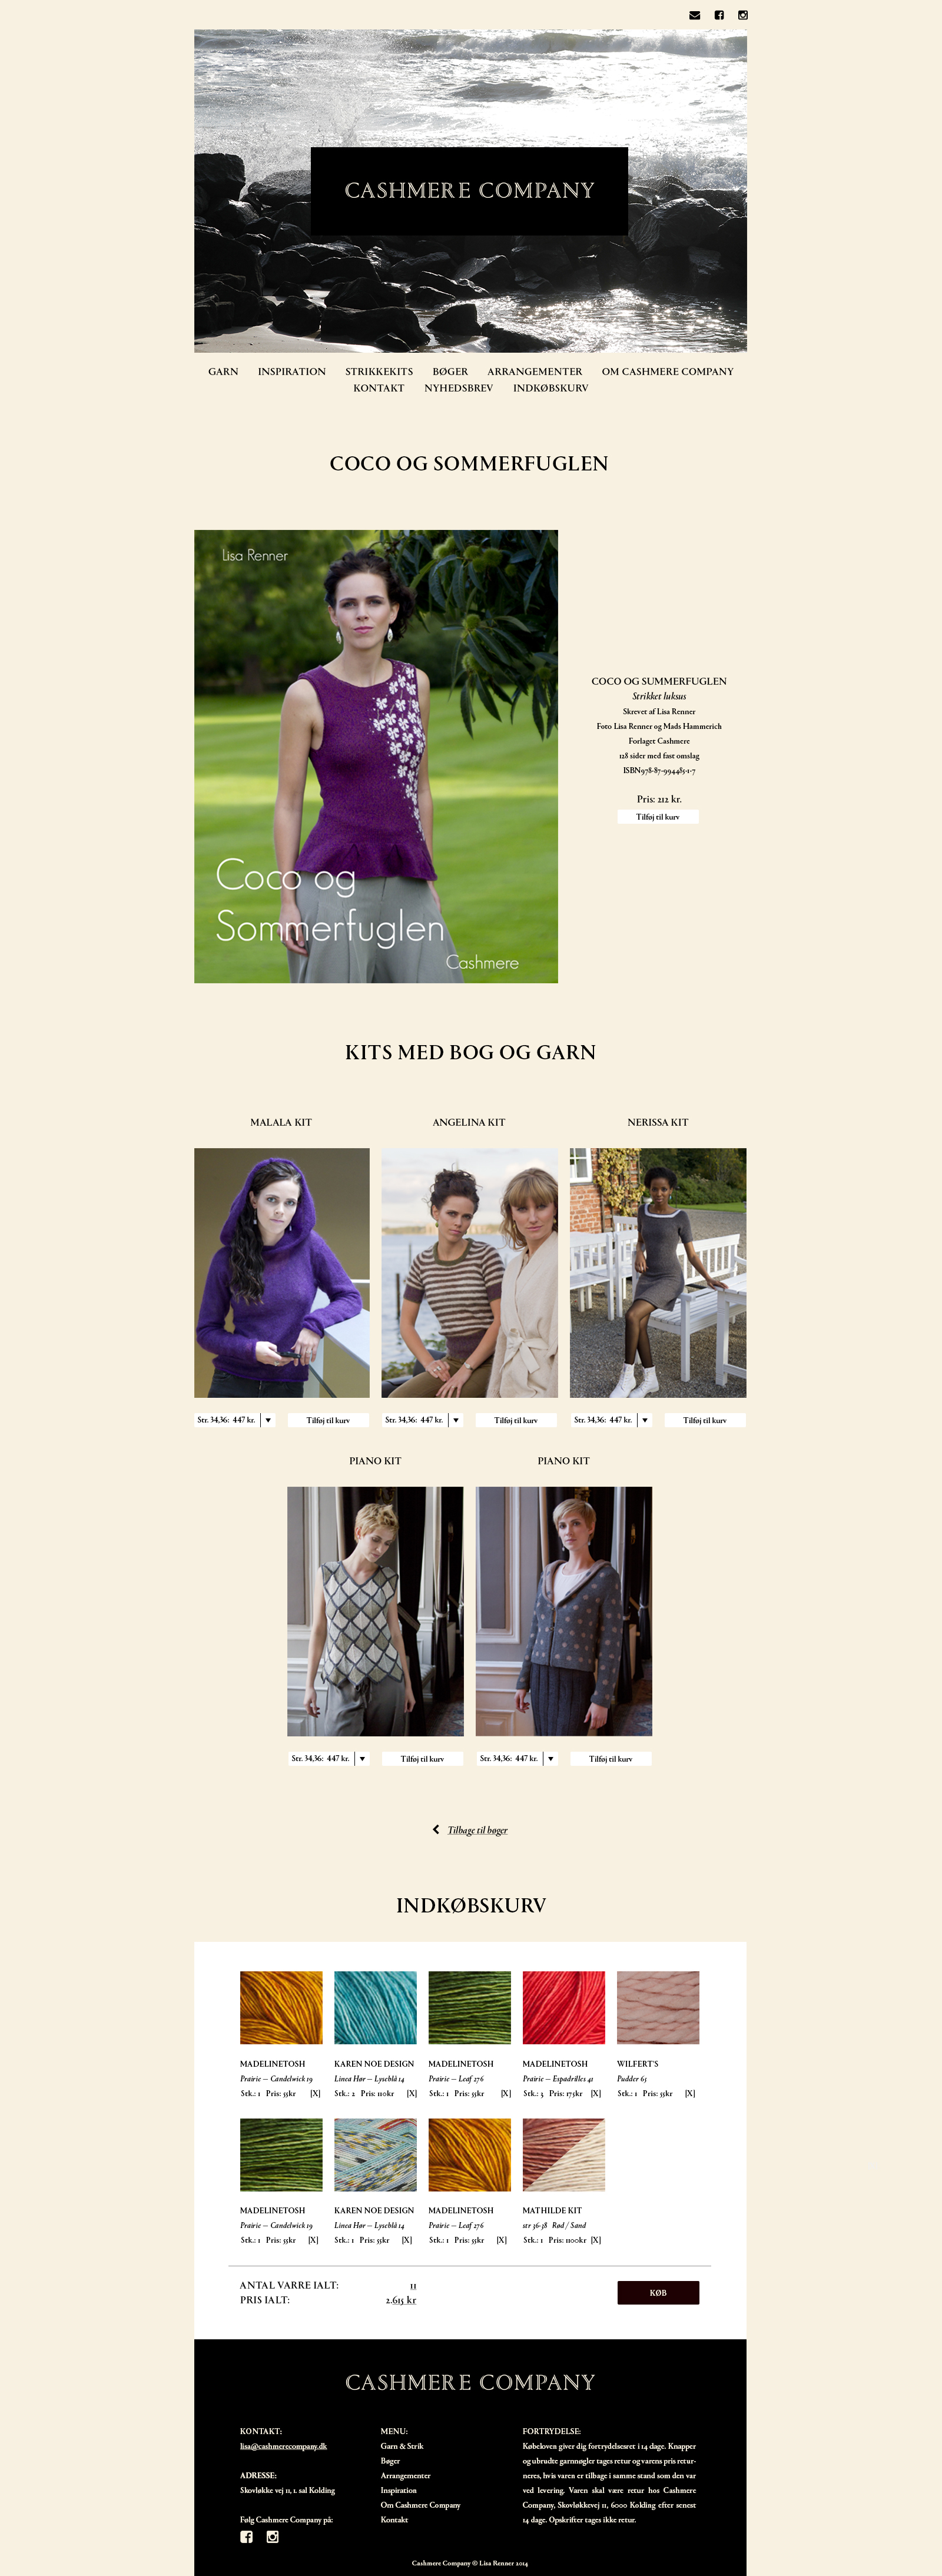 CASHMERE COMPANY
GARN INSPIRATION STRIKKEKITS BØGER ARRANGEMENTER OM CASHMERE COMPANY
KONTAKT NYHEDSBREV INDKØBSKURV
COCO OG SOMMERFUGLEN
Lisa Renner
Coco og
Sommerfuglen
Cashmere
COCO OG SUMMERFUGLEN
Strikket luksus
Skrevet af Lisa Renner
Foto Lisa Renner og Mads Hammerich
Forlaget Cashmere
128 sider med fast omslag
ISBN978-87-994485-1-7
Pris: 212 kr.
Tilføj til kurv
KITS MED BOG OG GARN
MALALA KIT ANGELINA KIT NERISSA KIT
Str. 34,36: 447 kr. Tilføj til kurv Str. 34,36: 447 kr. Tilføj til kurv Str. 34,36: 447 kr. Tilføj til kurv
PIANO KIT PIANO KIT
Str. 34,36: 447 kr. Tilføj til kurv Str. 34,36: 447 kr. Tilføj til kurv
Tilbage til bøger
INDKØBSKURV
MADELINETOSH KAREN NOE DESIGN MADELINETOSH MADELINETOSH WILFERT'S
Prairie – Candelwick 19 Linea Hør – Lyseblå 14 Prairie – Leaf 276 Prairie – Espadrilles 41 Pudder 65
Stk.: 1 Pris: 55kr [X] Stk.: 2 Pris: 110kr [X] Stk.: 1 Pris: 55kr [X] Stk.: 3 Pris: 175kr [X] Stk.: 1 Pris: 55kr [X]
MADELINETOSH KAREN NOE DESIGN MADELINETOSH MATHILDE KIT
Prairie – Candelwick 19 Linea Hør – Lyseblå 14 Prairie – Leaf 276 str 36-38 Rød / Sand
Stk.: 1 Pris: 55kr [X] Stk.: 1 Pris: 55kr [X] Stk.: 1 Pris: 55kr [X] Stk.: 1 Pris: 1100kr [X]
ANTAL VARRE IALT: 11
PRIS IALT: 2.615 kr
KØB
CASHMERE COMPANY
KONTAKT:
lisa@cashmerecompany.dk
ADRESSE:
Skovløkke vej 11, 1. sal Kolding
Følg Cashmere Company på:
MENU:
Garn & Strik
Bøger
Arrangementer
Inspiration
Om Cashmere Company
Kontakt
FORTRYDELSE:
Købeloven giver dig fortrydelsesret i 14 dage. Knapper
og ubrudte garnnøgler tages retur og varens pris retur-
neres, hvis varen er tilbage i samme stand som den var
ved levering. Varen skal være retur hos Cashmere
Company, Skovløkkevej 11, 6000 Kolding efter senest
14 dage. Opskrifter tages ikke retur.
Cashmere Company © Lisa Renner 2014